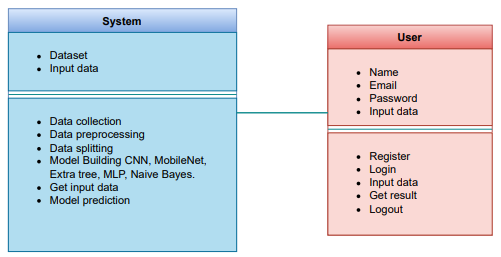 System
• Dataset
• Input data
• Data collection
• Data preprocessing
• Data splitting
• Model Building CNN, MobileNet,
Extra tree, MLP, Naive Bayes.
• Get input data
• Model prediction
User
• Name
• Email
• Password
• Input data
• Register
• Login
• Input data
• Get result
• Logout